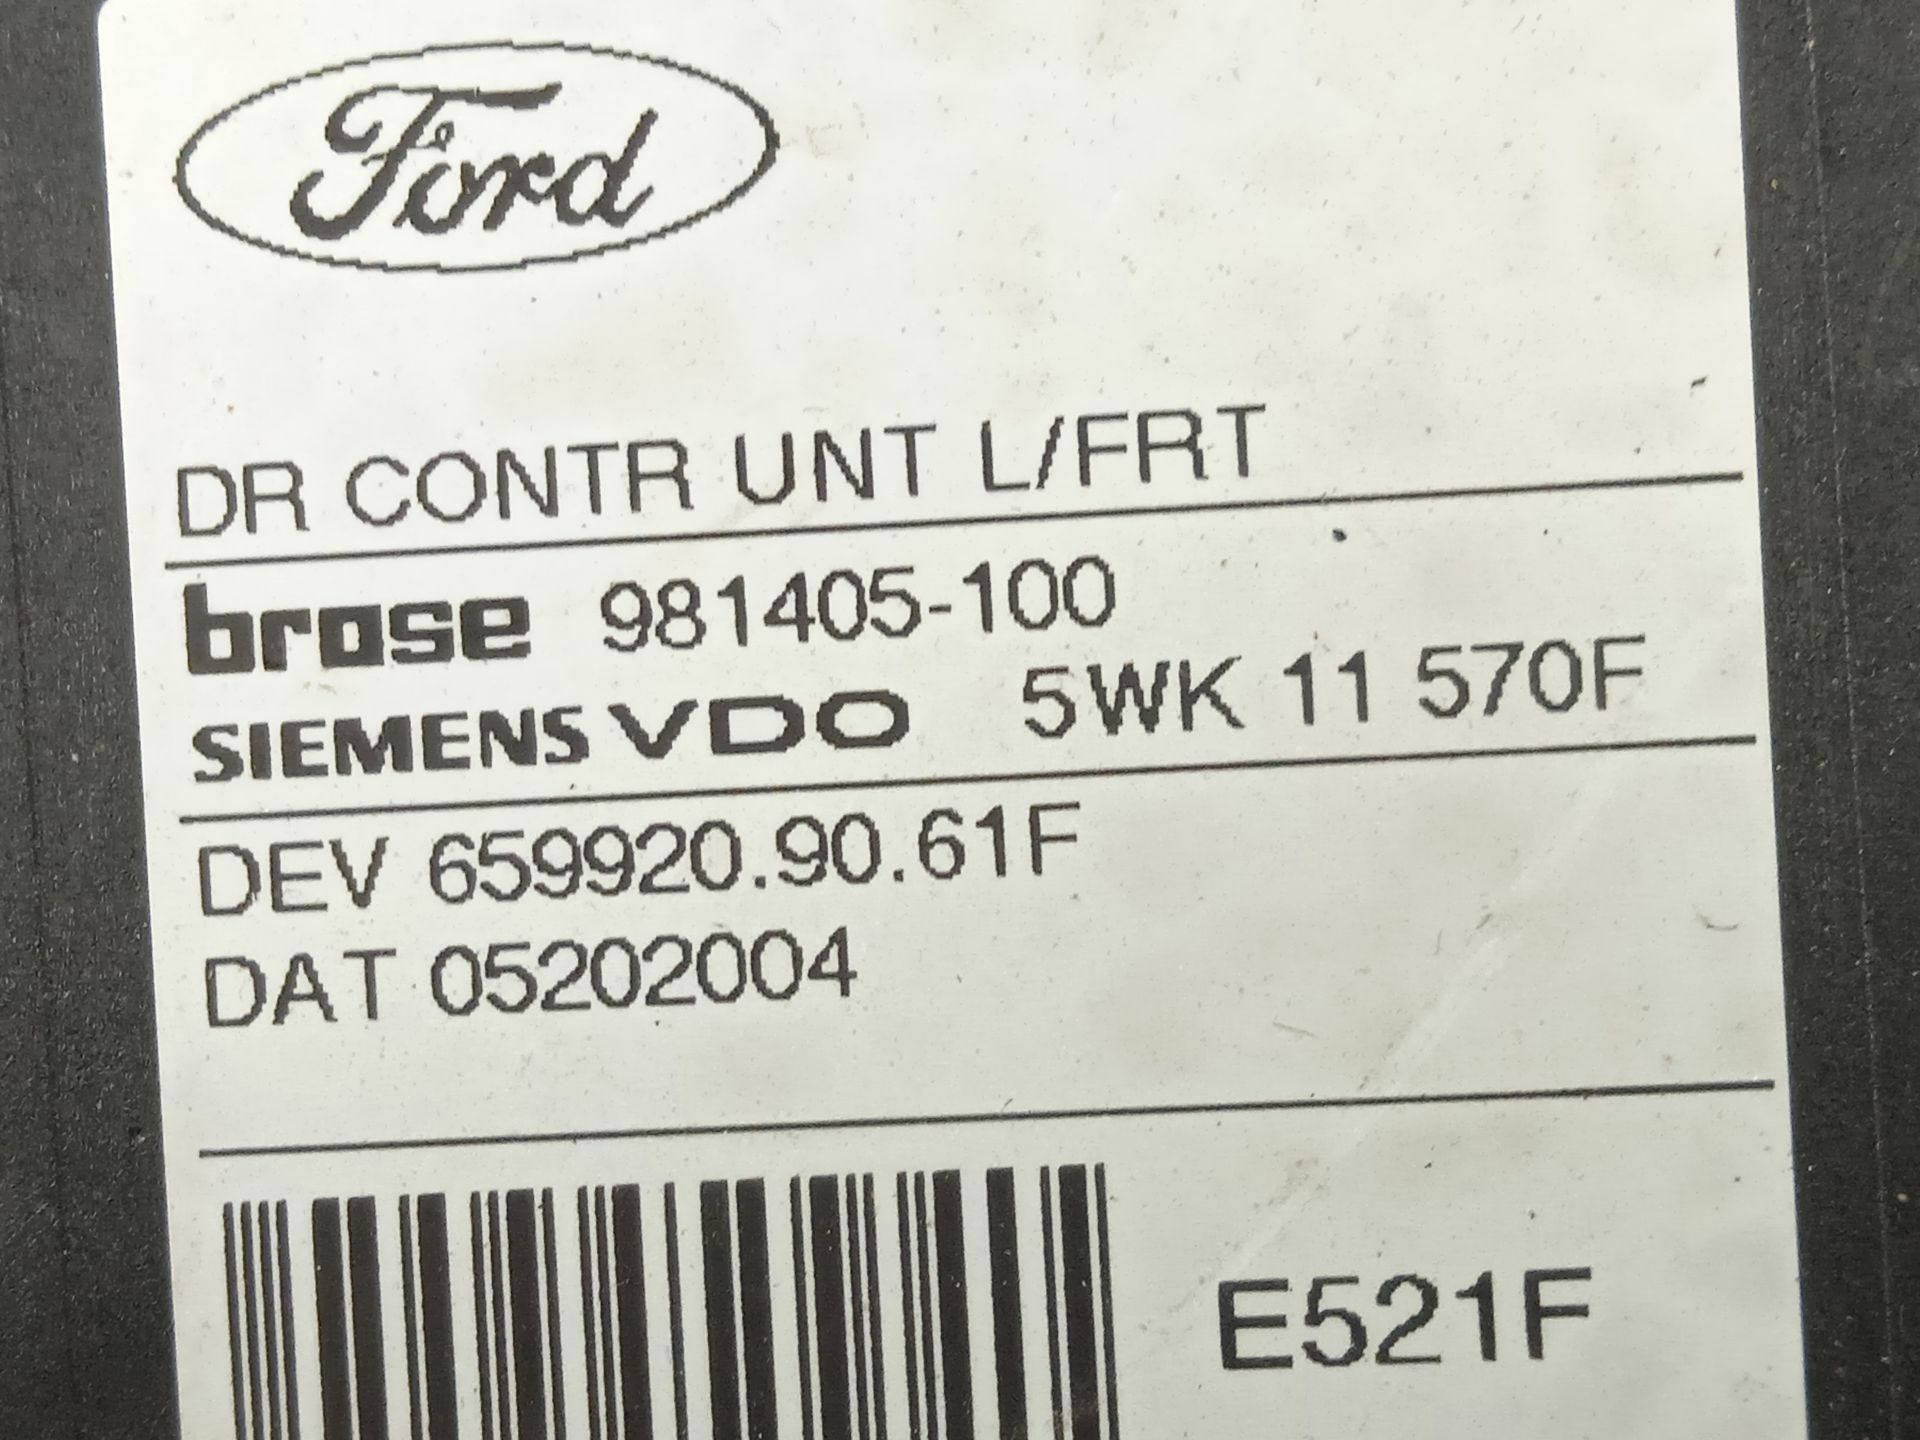 Ford
DR CONTR UNT L/FRT
brose 981405-100
SIEMENS VDO 5WK 11 570F
DEV 659920.90.61F
DAT 05202004
E521F